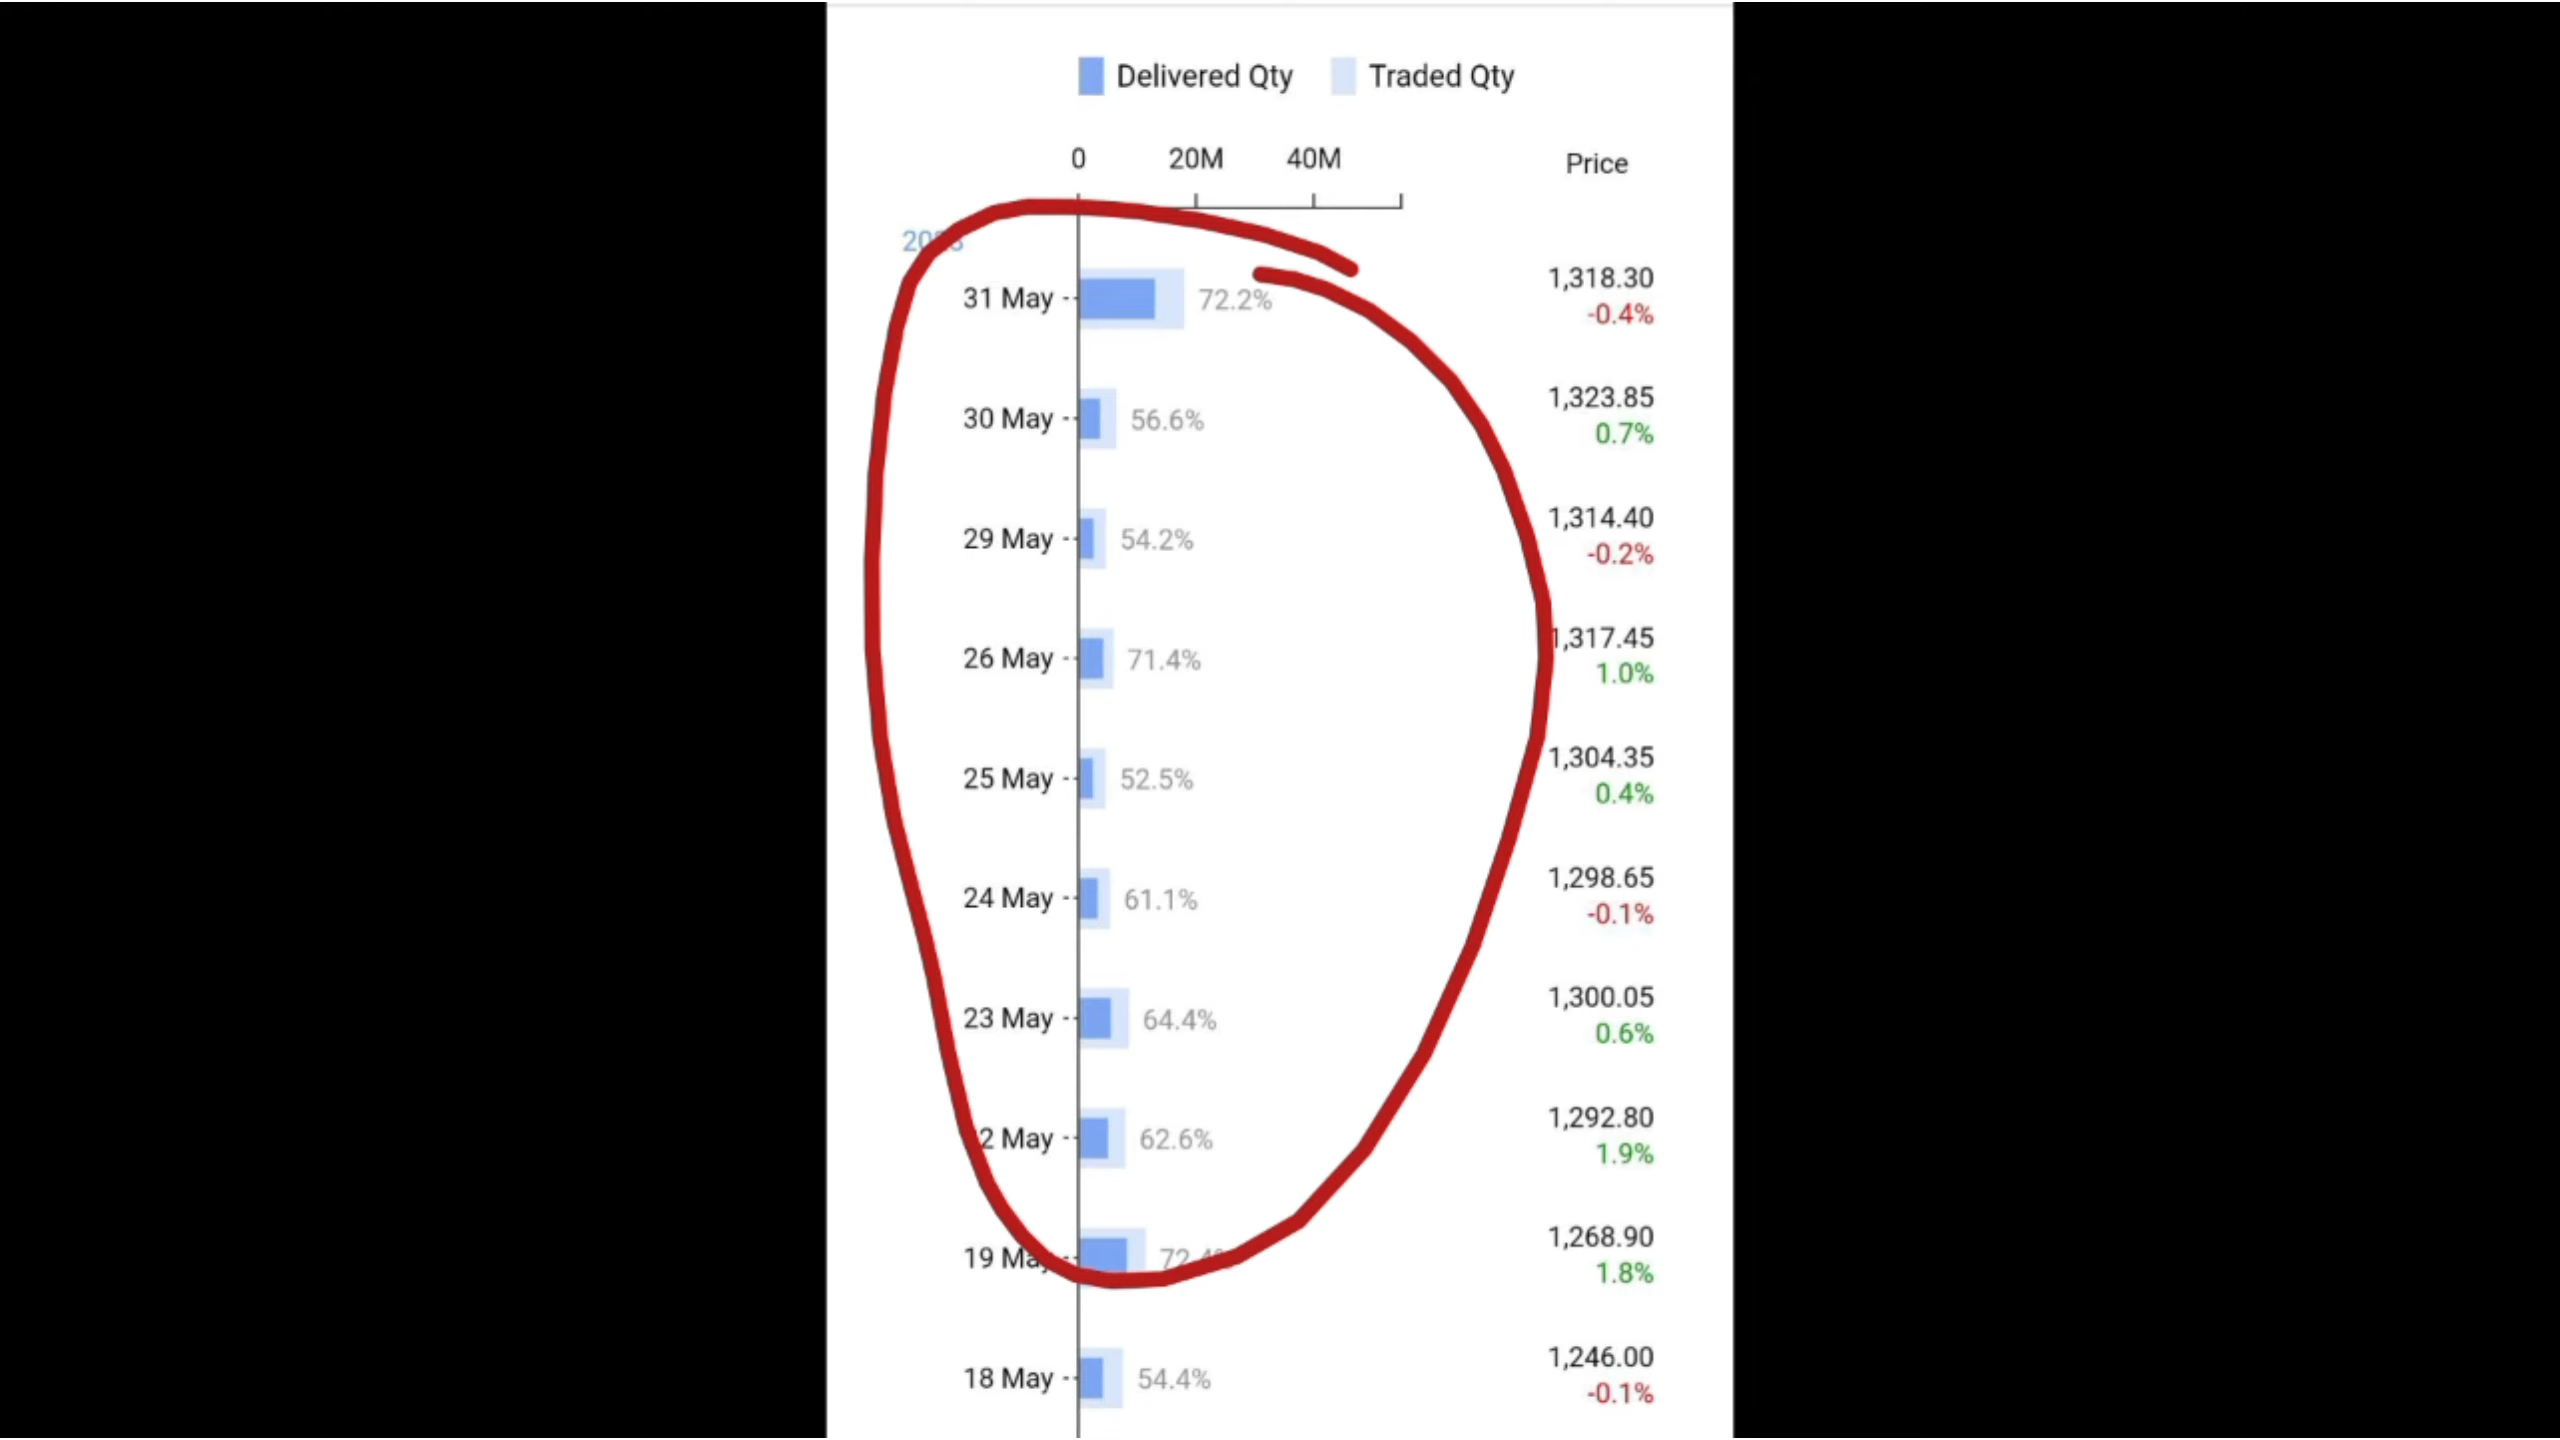 Delivered Qty Traded Qty
0 20M 40M Price
31 May 72.2% 1,318.30
-0.4%
30 May 56.6% 1,323.85
0.7%
29 May 54.2% 1,314.40
-0.2%
26 May 71.4% 1,317.45
1.0%
25 May 52.5% 1,304.35
0.4%
24 May 61.1% 1,298.65
-0.1%
23 May 64.4% 1,300.05
0.6%
2 May 62.6% 1,292.80
1.9%
19 May 1,268.90
1.8%
18 May 54.4% 1,246.00
-0.1%